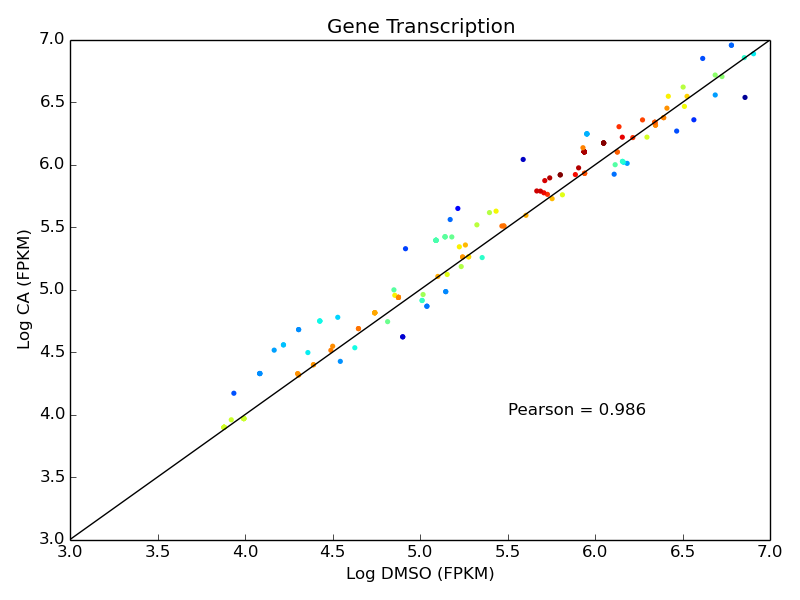 Gene Transcription
7.0
6.5
6.0
5.5
5.0
4.5
4.0
3.5
3.0
Log CA (FPKM)
Pearson = 0.986
3.0 3.5 4.0 4.5 5.0 5.5 6.0 6.5 7.0
Log DMSO (FPKM)